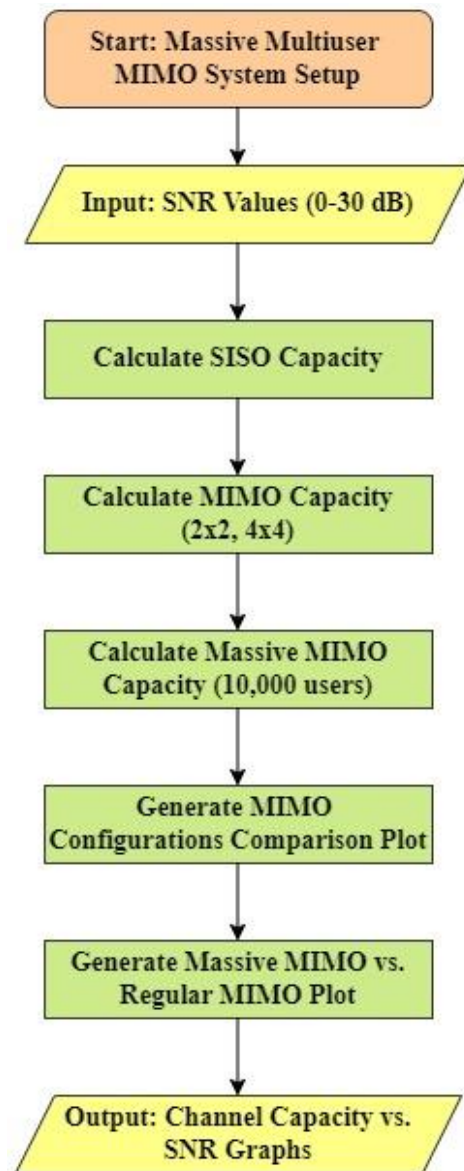 Start: Massive Multiuser
MIMO System Setup
Input: SNR Values (0-30 dB)
Calculate SISO Capacity
Calculate MIMO Capacity
(2x2, 4x4)
Calculate Massive MIMO
Capacity (10,000 users)
Generate MIMO
Configurations Comparison Plot
Generate Massive MIMO vs.
Regular MIMO Plot
Output: Channel Capacity vs.
SNR Graphs